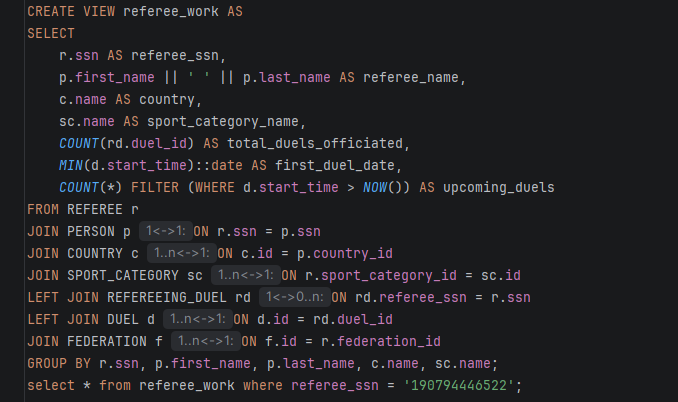 CREATE VIEW referee_work AS
SELECT
r.ssn AS referee_ssn,
p.first_name || ' ' || p.last_name AS referee_name,
c.name AS country,
sc.name AS sport_category_name,
COUNT(rd.duel_id) AS total_duels_officiated,
MIN(d.start_time)::date AS first_duel_date,
COUNT(*) FILTER (WHERE d.start_time > NOW()) AS upcoming_duels
FROM REFEREE r
JOIN PERSON p 1<->1: ON r.ssn = p.ssn
JOIN COUNTRY c 1..n<->1: ON c.id = p.country_id
JOIN SPORT_CATEGORY sc 1..n<->1: ON r.sport_category_id = sc.id
LEFT JOIN REFEREEING_DUEL rd 1<->0..n: ON rd.referee_ssn = r.ssn
LEFT JOIN DUEL d 1..n<->1: ON d.id = rd.duel_id
JOIN FEDERATION f 1..n<->1: ON f.id = r.federation_id
GROUP BY r.ssn, p.first_name, p.last_name, c.name, sc.name;
select * from referee_work where referee_ssn = '190794446522';